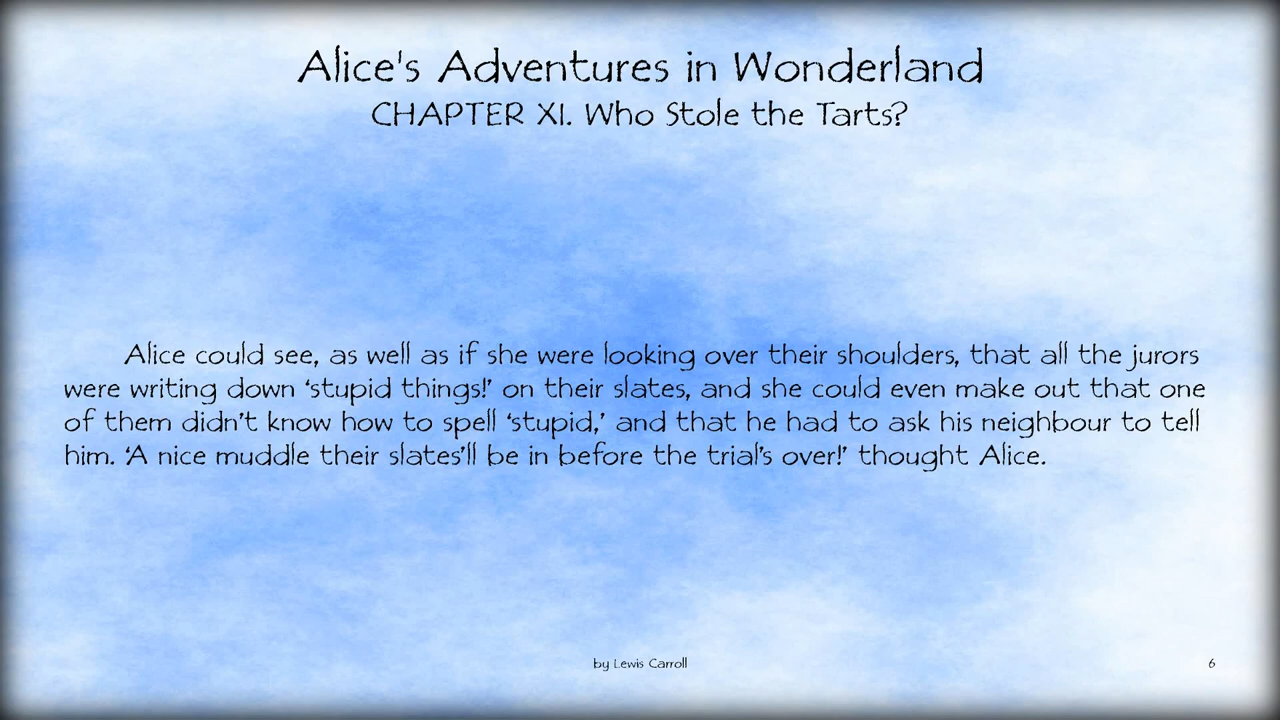 Alice's Adventures in Wonderland
CHAPTER XI. Who Stole the Tarts?
Alice could see, as well as if she were looking over their shoulders, that all the jurors
were writing down ‘stupid things!’ on their slates, and she could even make out that one
of them didn’t know how to spell ‘stupid,’ and that he had to ask his neighbour to tell
him. ‘A nice muddle their slates’ll be in before the trial’s over!’ thought Alice.
by Lewis Carroll
6